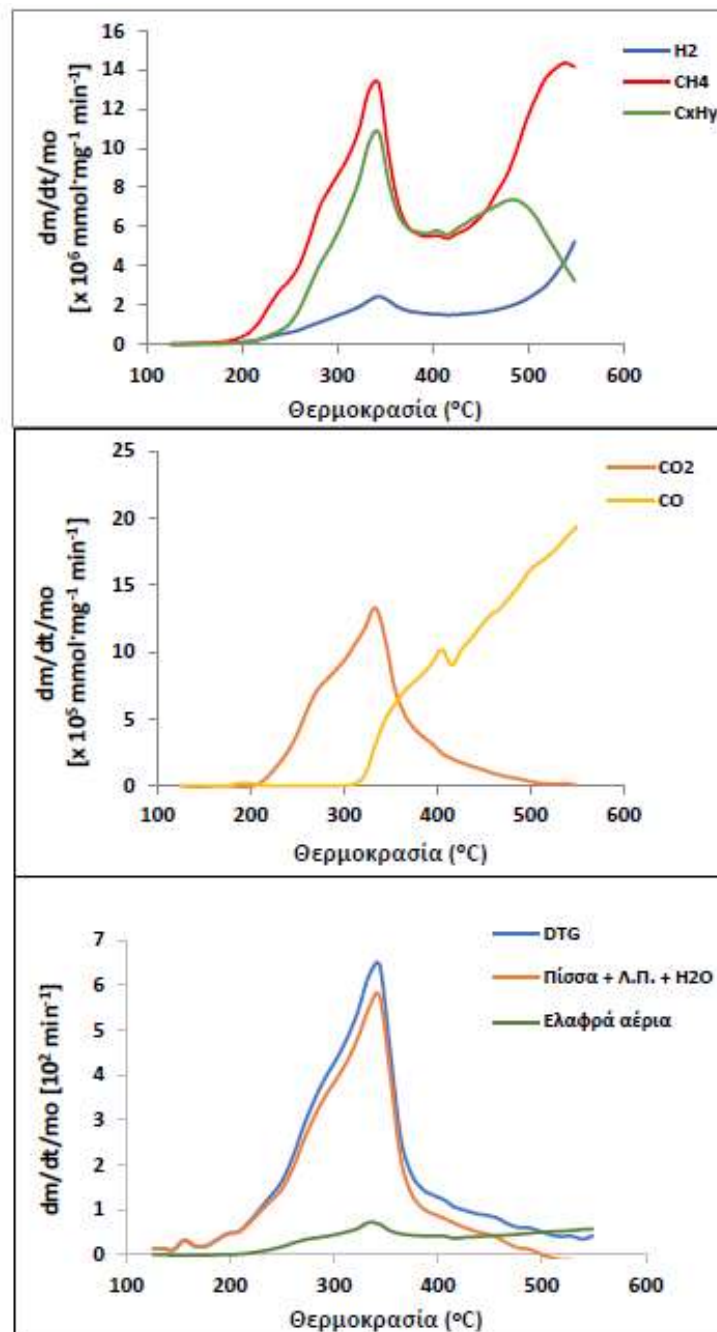 dm/dt/mo
[x 10⁶ mmol·mg⁻¹ min⁻¹]
16
14
12
10
8
6
4
2
0
100 200 300 400 500 600
Θερμοκρασία (°C)
H2
CH4
CxHy
dm/dt/mo
[x 10⁵ mmol·mg⁻¹ min⁻¹]
25
20
15
10
5
0
100 200 300 400 500 600
Θερμοκρασία (°C)
CO2
CO
dm/dt/mo [10² min⁻¹]
7
6
5
4
3
2
1
0
100 200 300 400 500 600
Θερμοκρασία (°C)
DTG
Πίσσα + Λ.Π. + H2O
Ελαφρά αέρια